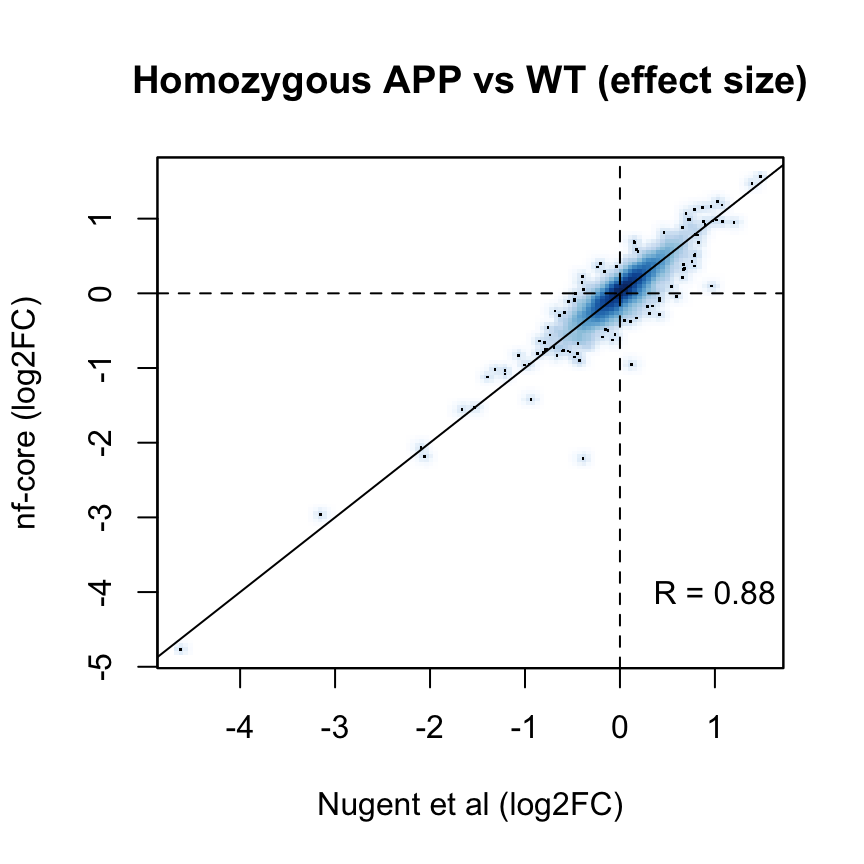 Homozygous APP vs WT (effect size)
nf-core (log2FC)
1
0
-1
-2
-3
-4
-5
R = 0.88
-4 -3 -2 -1 0 1
Nugent et al (log2FC)